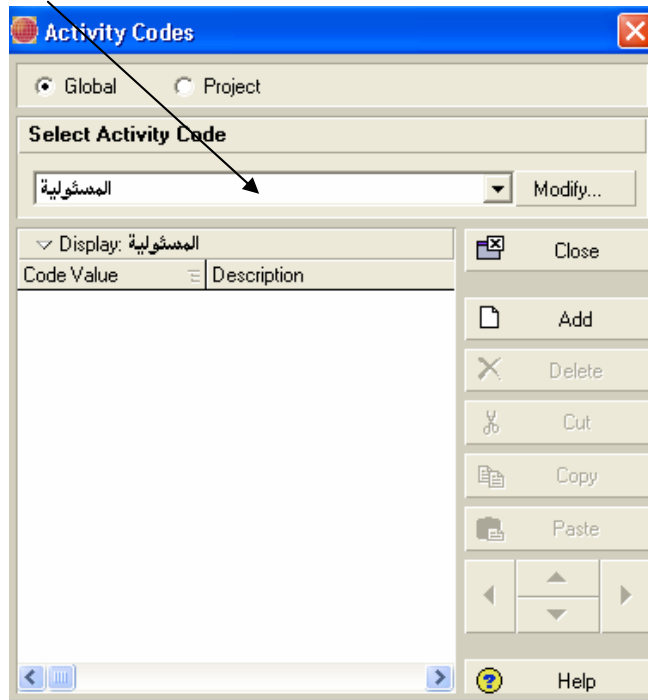 Activity Codes
Global Project
Select Activity Code
المسئولية Modify...
Display: المسئولية
Code Value Description
Close
Add
Delete
Cut
Copy
Paste
Help